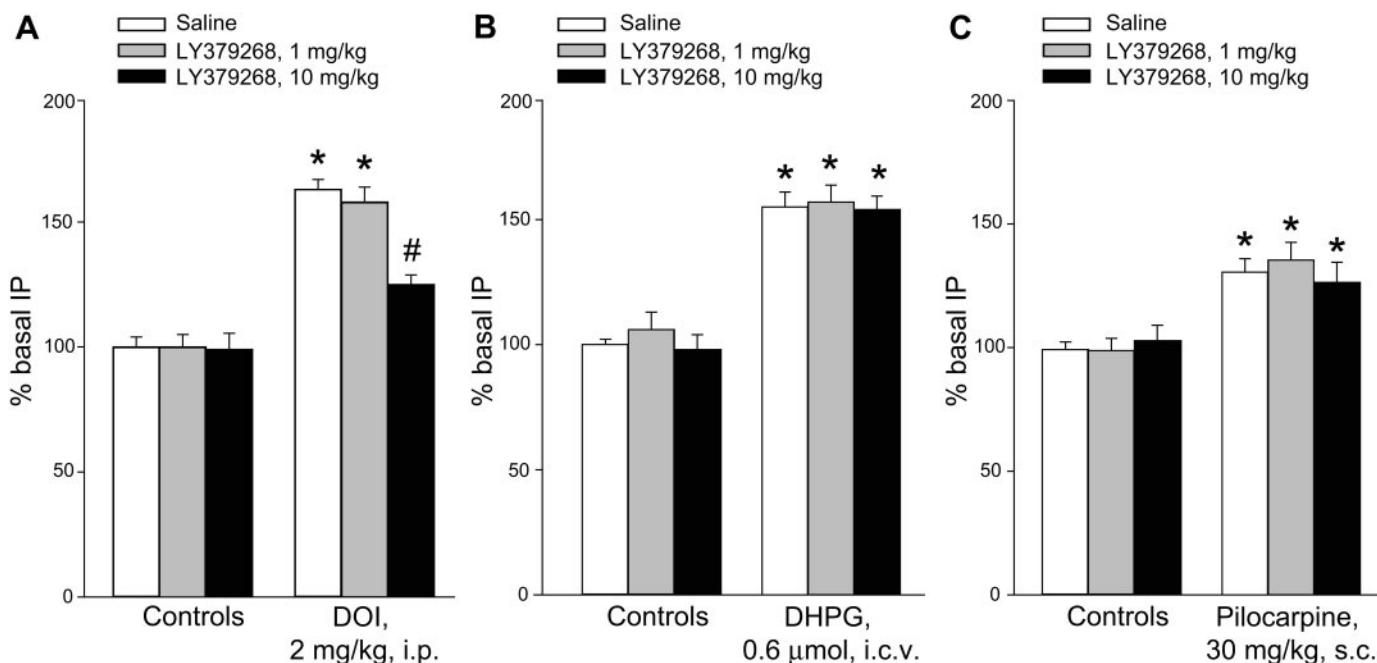 A
Saline
LY379268, 1 mg/kg
LY379268, 10 mg/kg
200
150
100
50
0
% basal IP
*
*
#
Controls
DOI,
2 mg/kg, i.p.
B
Saline
LY379268, 1 mg/kg
LY379268, 10 mg/kg
200
150
100
50
0
% basal IP
*
*
*
Controls
DHPG,
0.6 μmol, i.c.v.
C
Saline
LY379268, 1 mg/kg
LY379268, 10 mg/kg
200
150
100
50
0
% basal IP
*
*
*
Controls
Pilocarpine,
30 mg/kg, s.c.